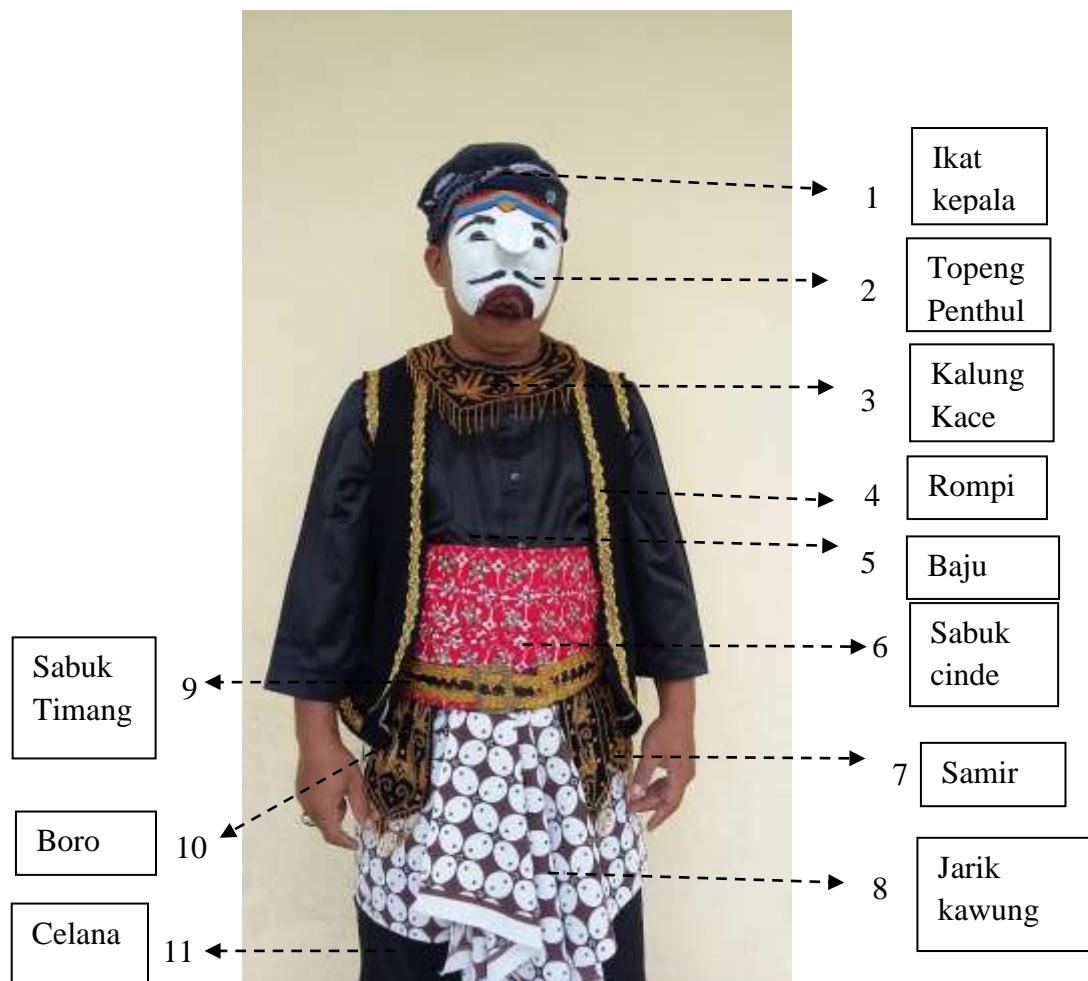 1
Ikat
kepala
2
Topeng
Penthul
3
Kalung
Kace
4
Rompi
5
Baju
6
Sabuk
cinde
7
Samir
8
Jarik
kawung
Sabuk
Timang
9
Boro
10
Celana
11